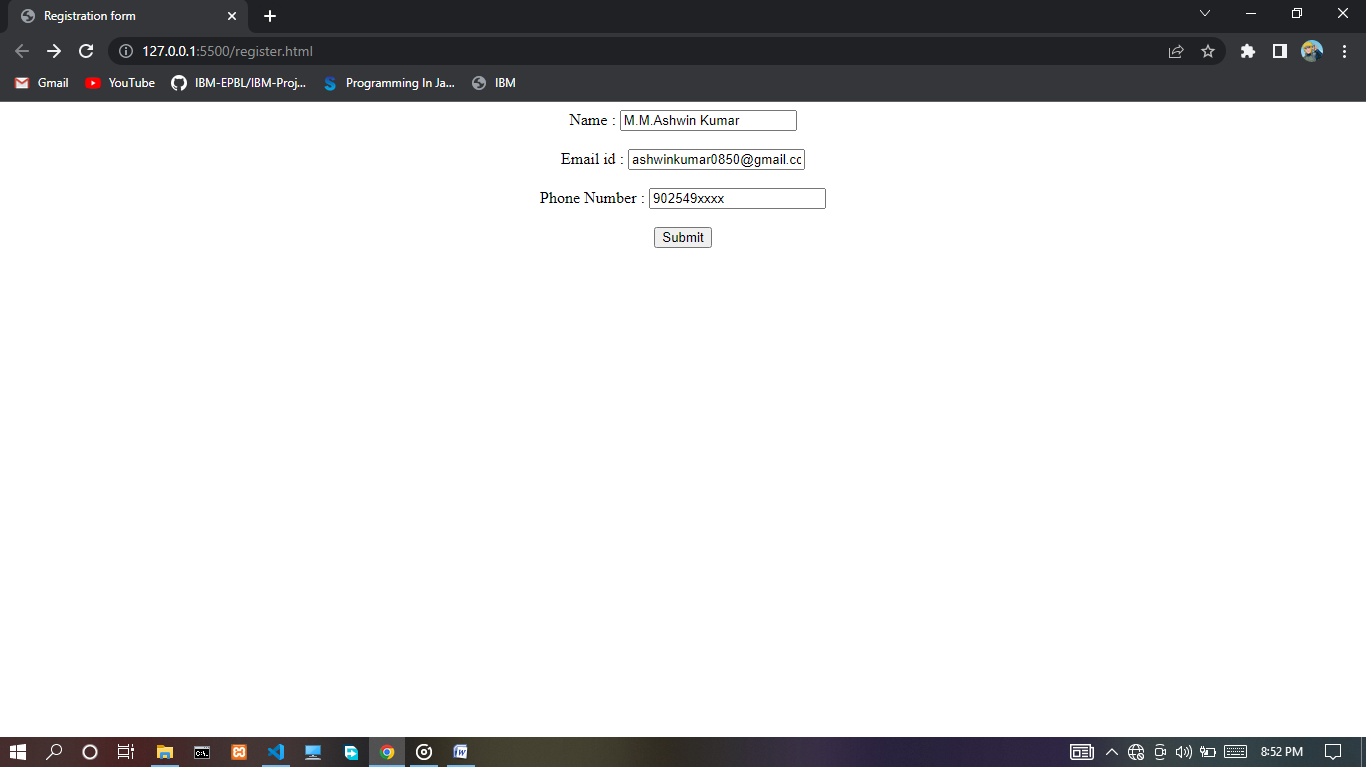 Registration form
127.0.0.1:5500/register.html
Gmail YouTube IBM-EPBL/IBM-Proj... Programming In Ja... IBM
Name : M.M.Ashwin Kumar
Email id : ashwinkumar0850@gmail.cc
Phone Number : 902549xxxx
Submit
8:52 PM